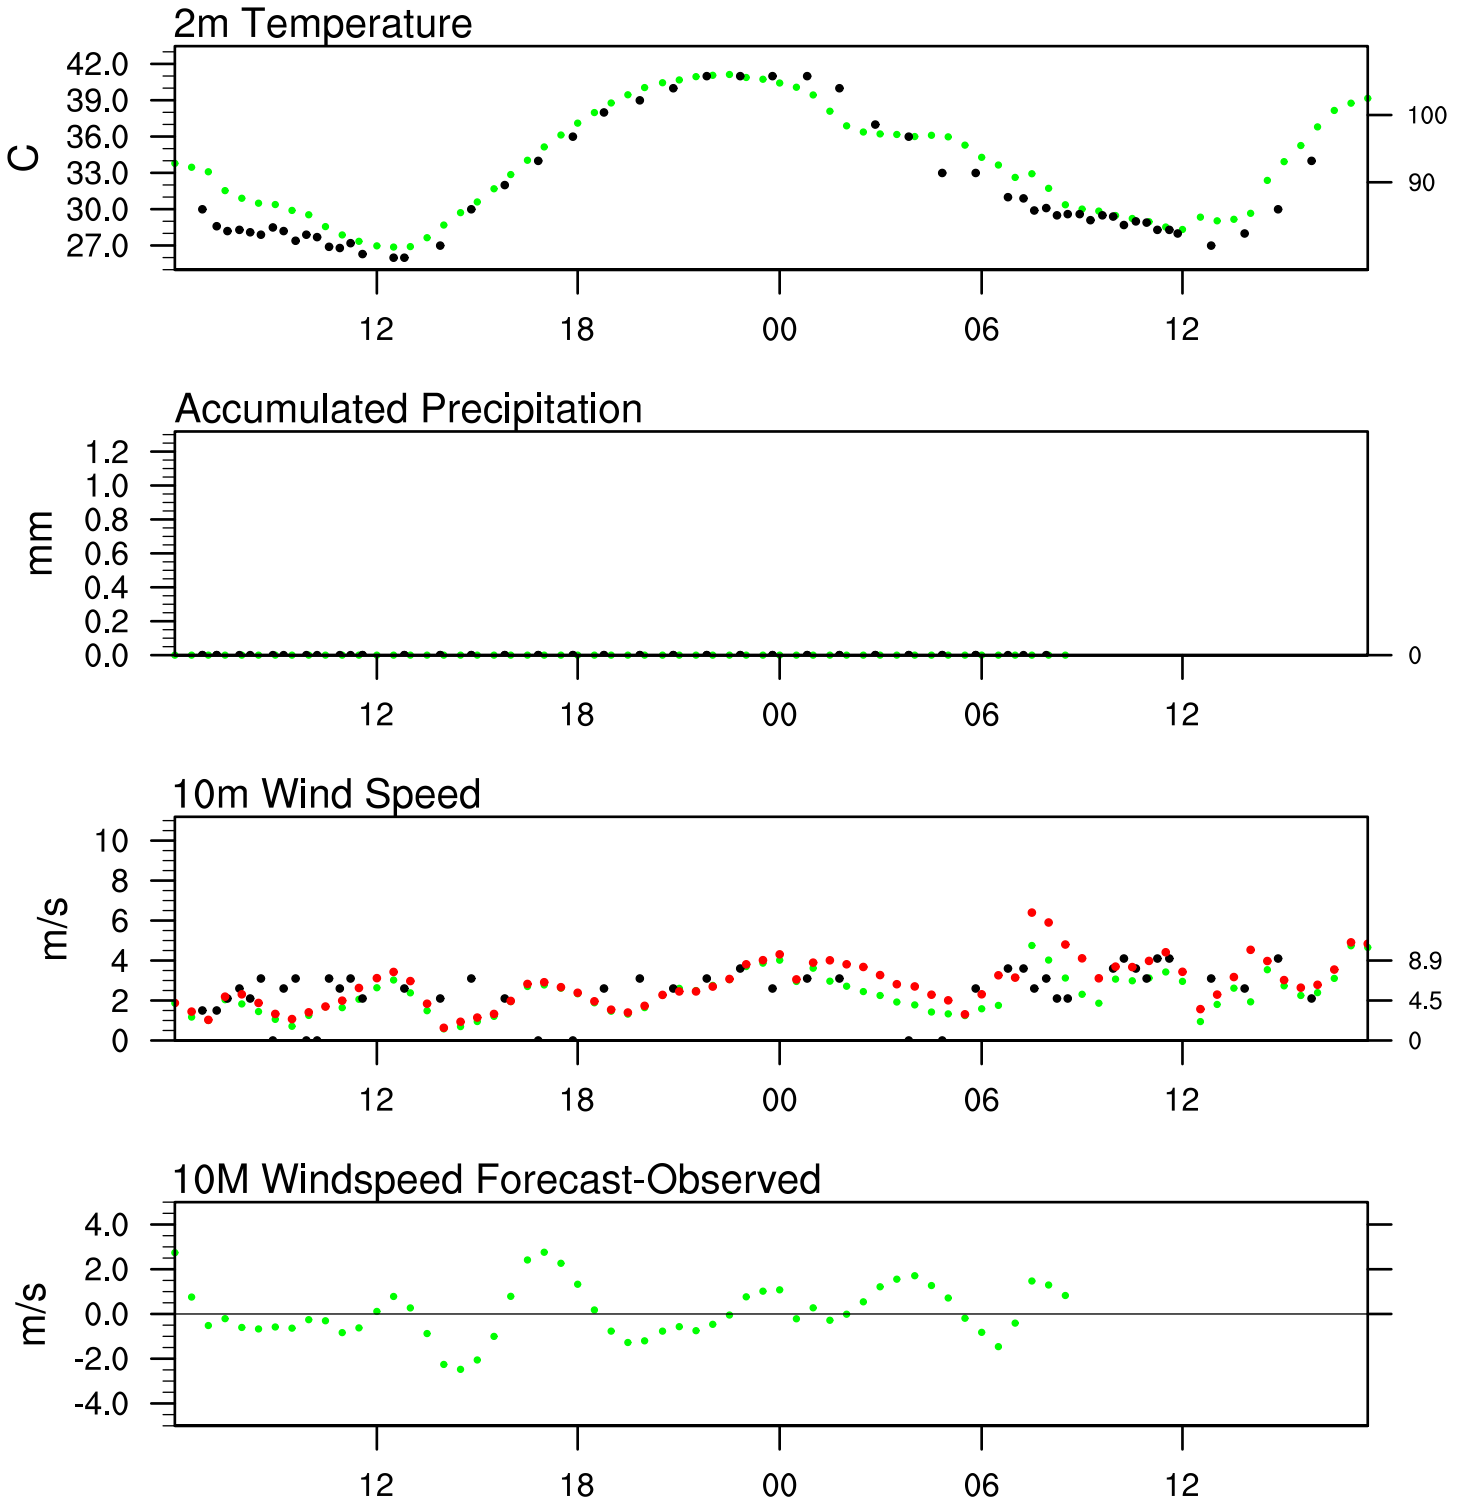 2m Temperature
42.0
39.0
100
36.0
C
33.0
90
30.0
27.0
12 18 00 06 12
Accumulated Precipitation
1.2
1.0
0.8
mm
0.6
0.4
0.2
0.0 0
12 18 00 06 12
10m Wind Speed
10
8
m/s
6
4 8.9
2 4.5
0 0
12 18 00 06 12
10M Windspeed Forecast-Observed
4.0
2.0
m/s
0.0
-2.0
-4.0
12 18 00 06 12